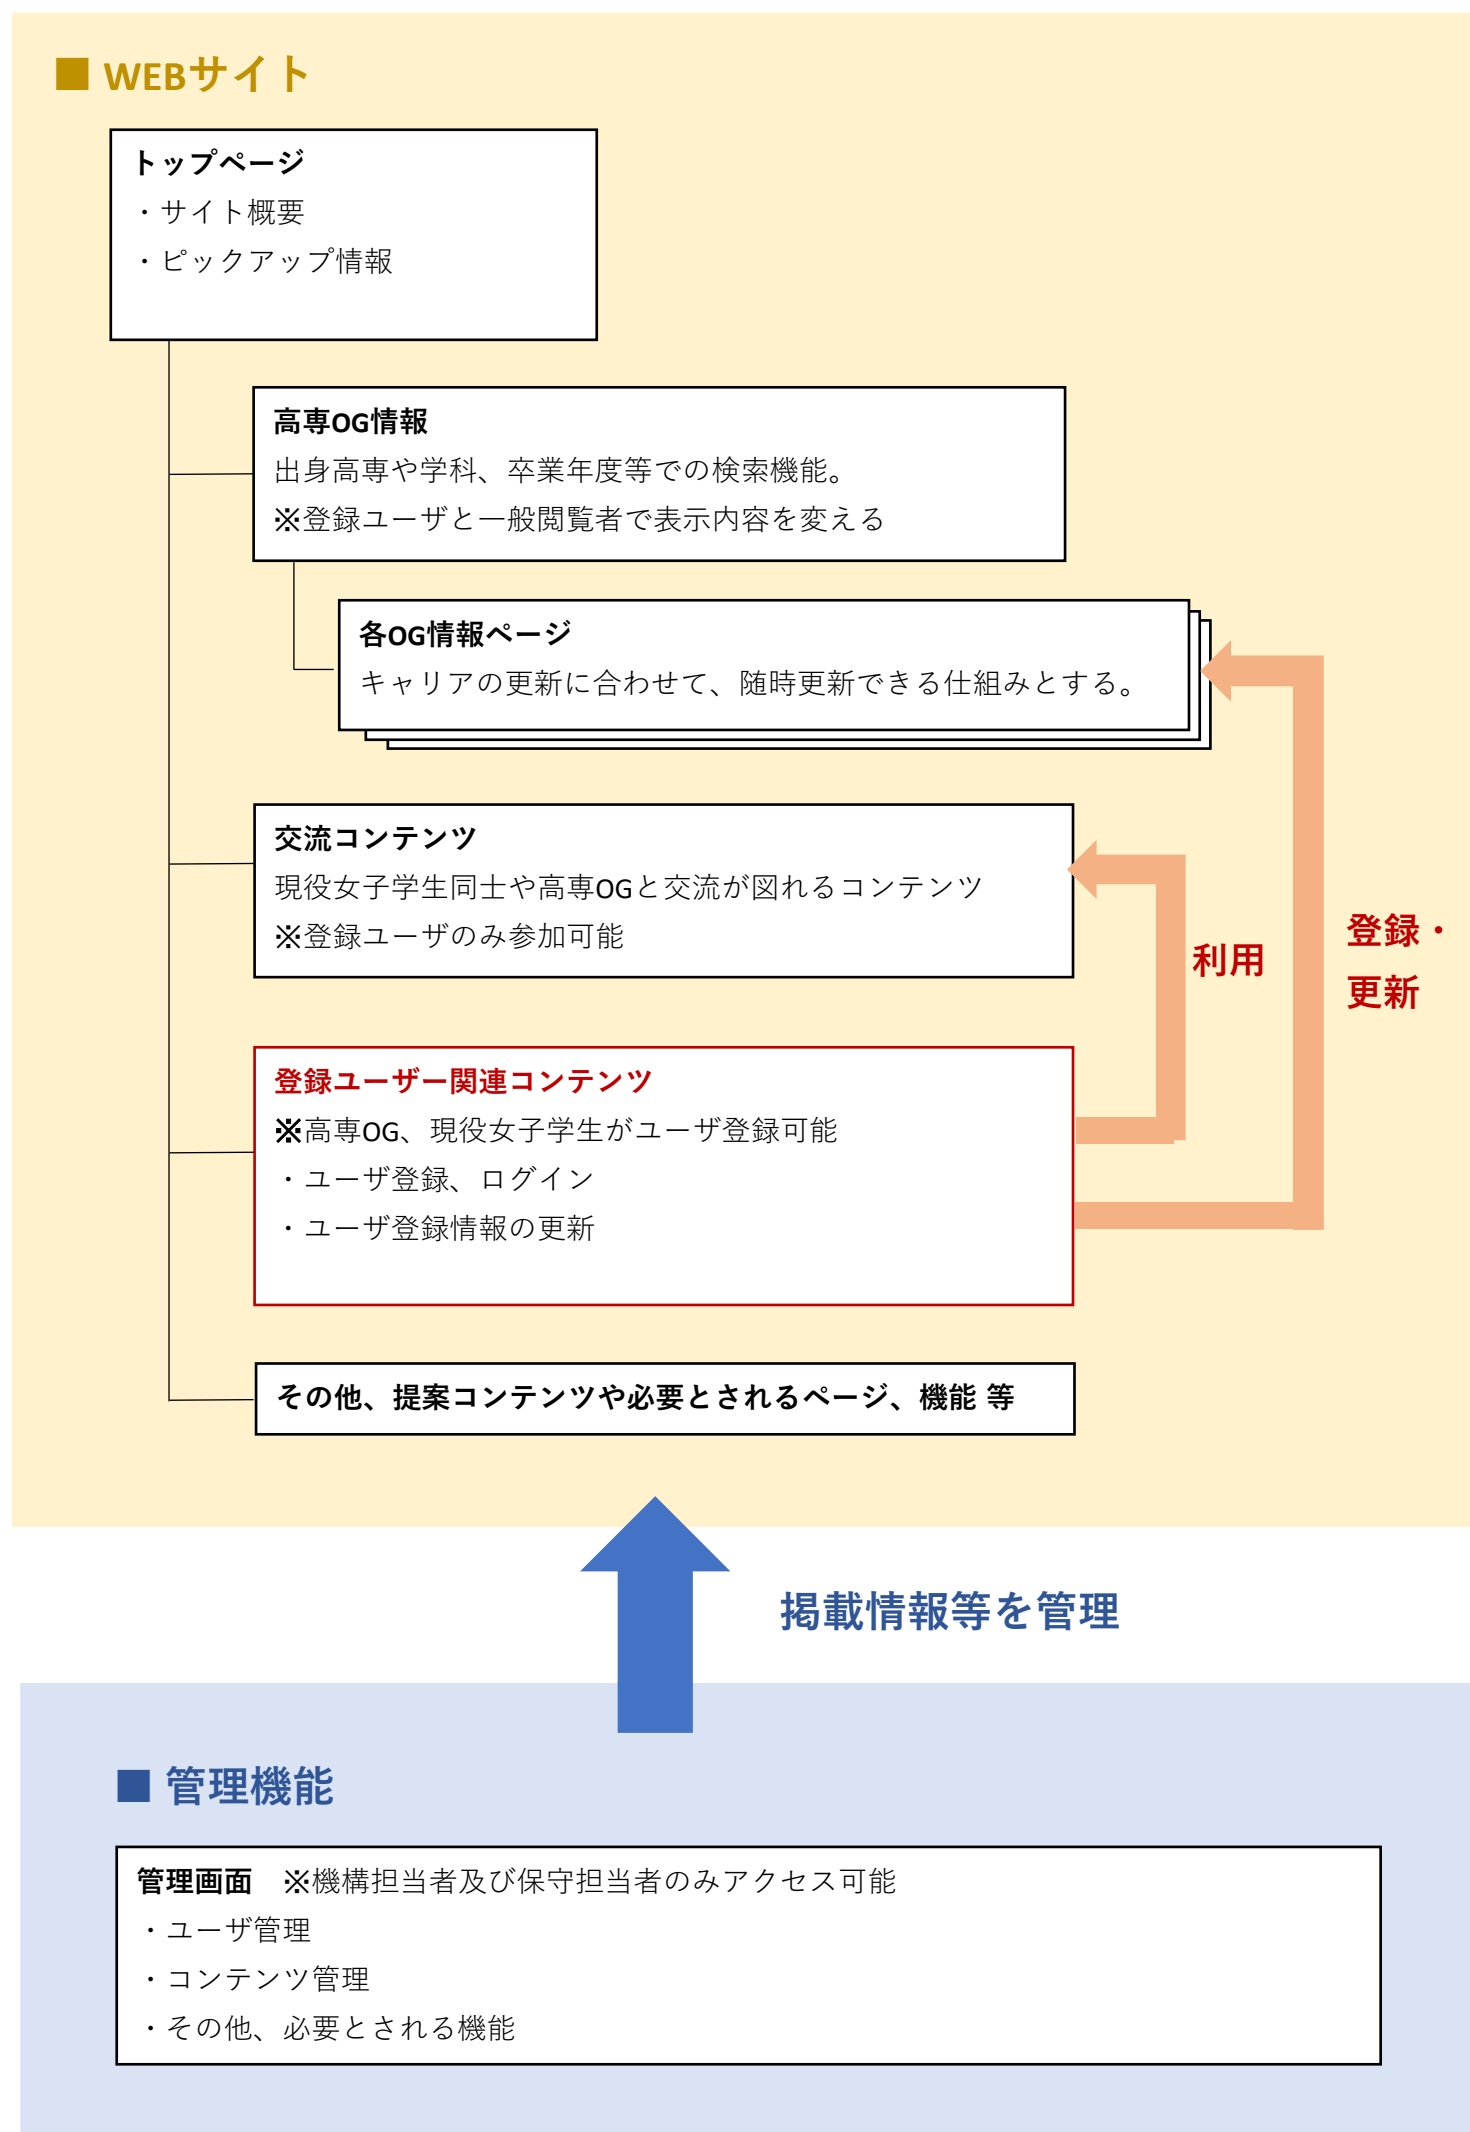 ■ WEBサイト
トップページ
・サイト概要
・ピックアップ情報
高専OG情報
出身高専や学科、卒業年度等での検索機能。
※登録ユーザと一般閲覧者で表示内容を変える
各OG情報ページ
キャリアの更新に合わせて、随時更新できる仕組みとする。
交流コンテンツ
現役女子学生同士や高専OGと交流が図れるコンテンツ
※登録ユーザのみ参加可能
利用
登録・
更新
登録ユーザー関連コンテンツ
※高専OG、現役女子学生がユーザ登録可能
・ユーザ登録、ログイン
・ユーザ登録情報の更新
その他、提案コンテンツや必要とされるページ、機能 等
掲載情報等を管理
■ 管理機能
管理画面　※機構担当者及び保守担当者のみアクセス可能
・ユーザ管理
・コンテンツ管理
・その他、必要とされる機能